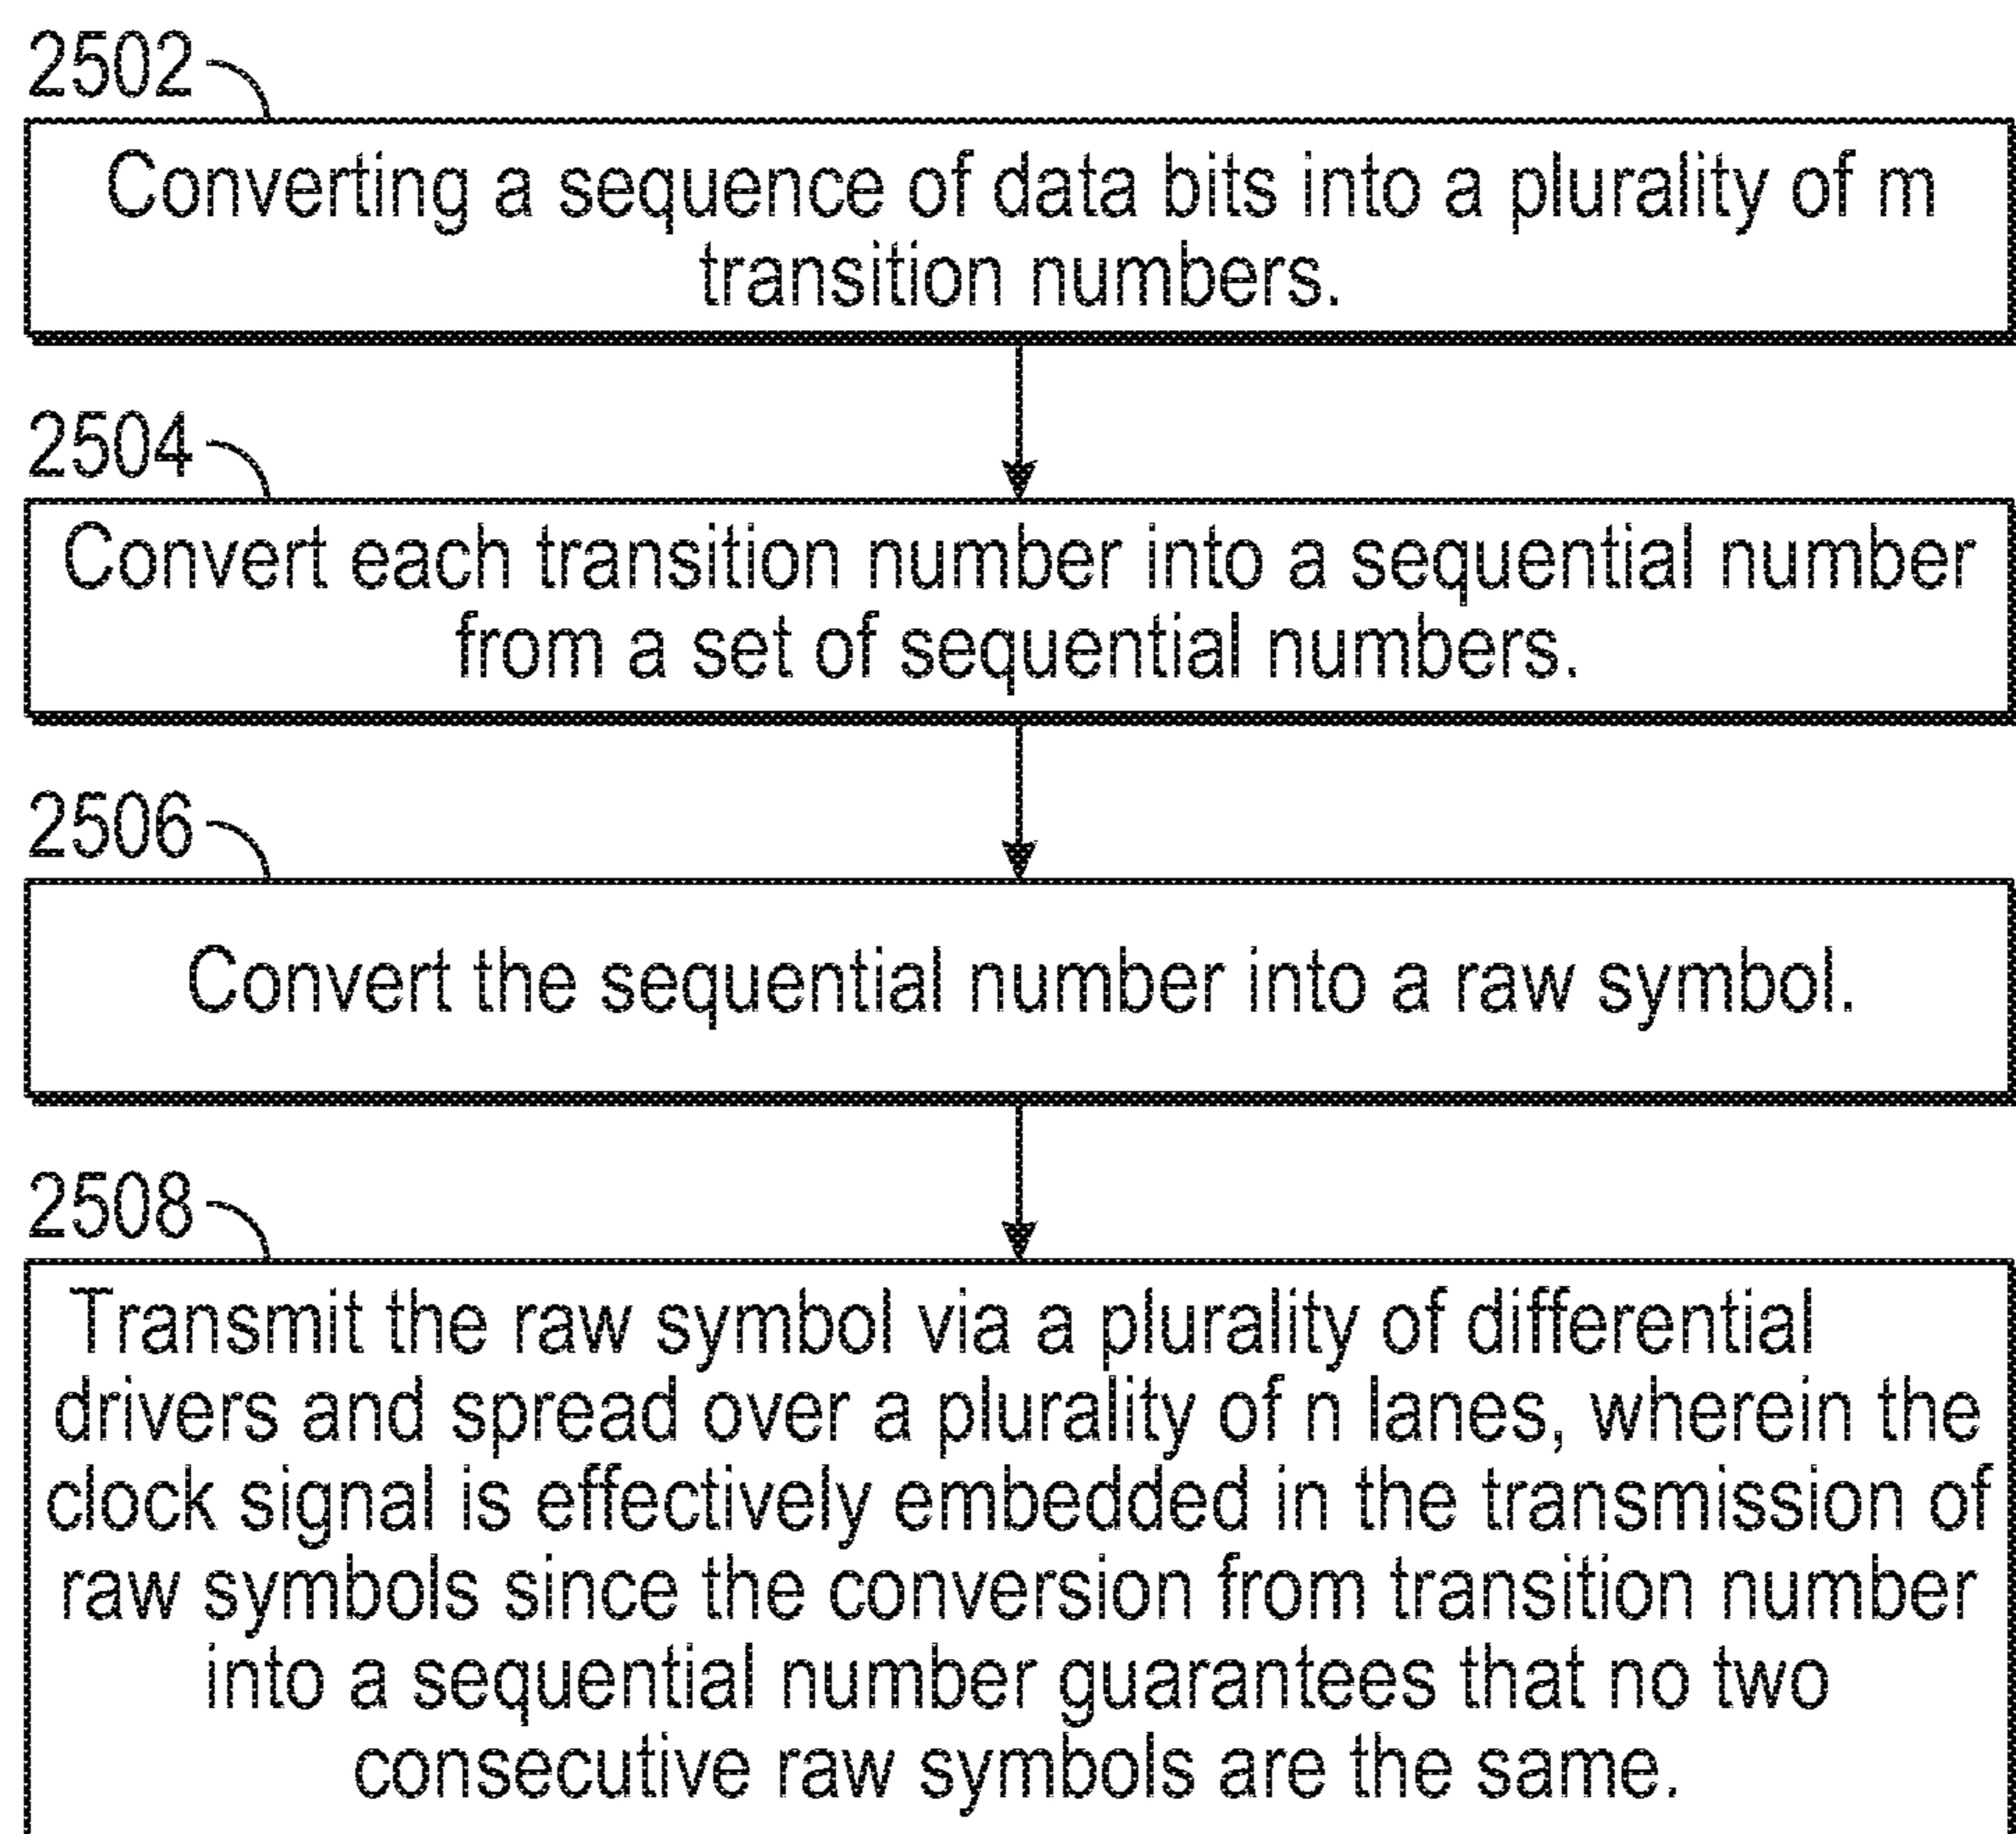 2502
Converting a sequence of data bits into a plurality of m
transition numbers.
2504
Convert each transition number into a sequential number
from a set of sequential numbers.
2506
Convert the sequential number into a raw symbol.
2508
Transmit the raw symbol via a plurality of differential
drivers and spread over a plurality of n lanes, wherein the
clock signal is effectively embedded in the transmission of
raw symbols since the conversion from transition number
into a sequential number guarantees that no two
consecutive raw symbols are the same.